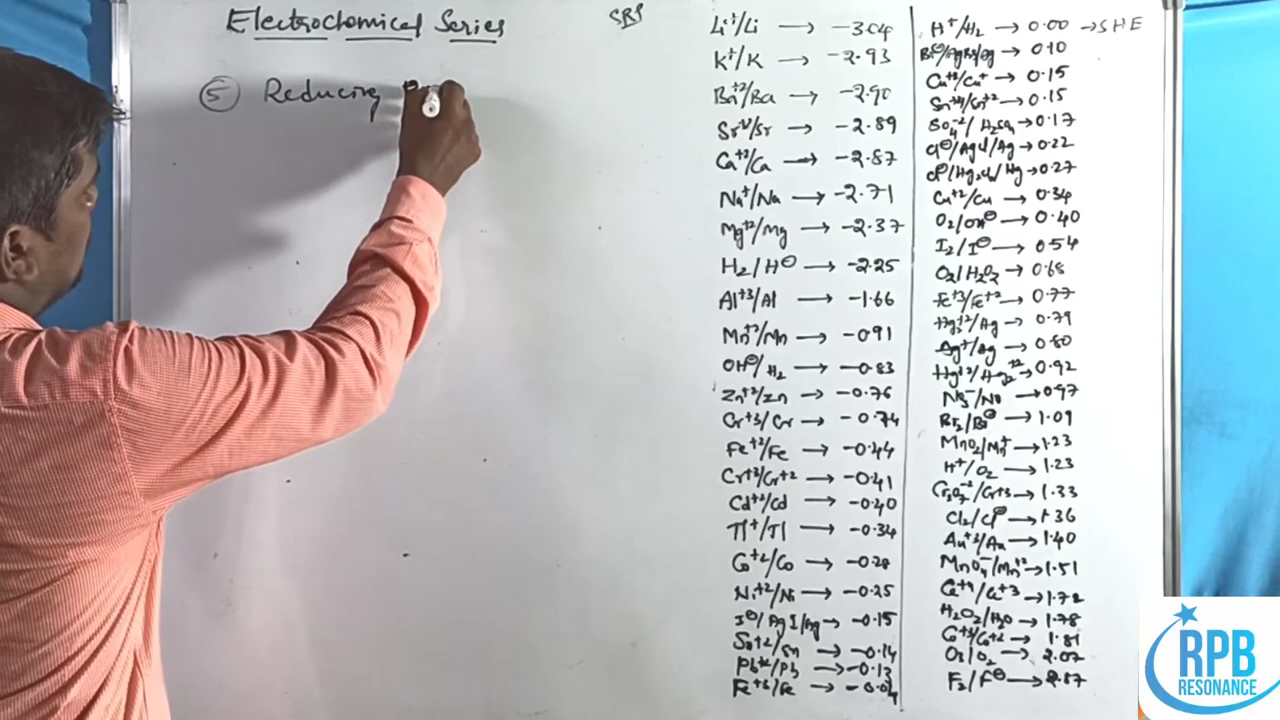 Electrochemical Series
SRS
⑤ Reducing
Li⁺/Li → -3.04
K⁺/K → -2.93
Ba⁺²/Ba → -2.90
Sr⁺²/Sr → -2.89
Ca⁺²/Ca → -2.87
Na⁺/Na → -2.71
Mg⁺²/Mg → -2.37
H₂/H⊖ → -2.25
Al⁺³/Al → -1.66
Mn⁺²/Mn → -0.91
OH⊖/H₂ → -0.83
Zn⁺²/Zn → -0.76
Cr⁺³/Cr → -0.74
Fe⁺²/Fe → -0.44
Cr⁺³/Cr⁺² → -0.41
Cd⁺²/Cd → -0.40
Tl⁺/Tl → -0.34
Co⁺²/Co → -0.28
Ni⁺²/Ni → -0.25
I⊖/AgI/Ag → -0.15
Sn⁺²/Sn → -0.14
Pb⁺²/Pb → -0.13
Fe⁺³/Fe → -0.04
H⁺/H₂ → 0.00 → SHE
Br⊖/AgBr/Ag → 0.10
Cu⁺²/Cu⁺ → 0.15
Sn⁺⁴/Sn⁺² → 0.15
SO₄⁻²/H₂SO₃ → 0.17
Cl⊖/AgCl/Ag → 0.22
Cl⊖/Hg₂Cl₂/Hg → 0.27
Cu⁺²/Cu → 0.34
O₂/OH⊖ → 0.40
I₂/I⊖ → 0.54
O₂/H₂O₂ → 0.68
Fe⁺³/Fe⁺² → 0.77
Hg₂⁺²/Ag → 0.79
Ag⁺/Ag → 0.80
Hg⁺²/Hg₂⁺² → 0.92
NO₃⁻/NO → 0.97
Br₂/Br⊖ → 1.09
MnO₂/Mn⁺ → 1.23
H⁺/O₂ → 1.23
Cr₂O₇⁻²/Cr⁺³ → 1.33
Cl₂/Cl⊖ → 1.36
Au⁺³/Au → 1.40
MnO₄⁻/Mn⁺² → 1.51
Ce⁺⁴/Ce⁺³ → 1.72
H₂O₂/H₂O → 1.78
Co⁺³/Co⁺² → 1.81
O₃/O₂ → 2.07
F₂/F⊖ → 2.87
RPB
RESONANCE